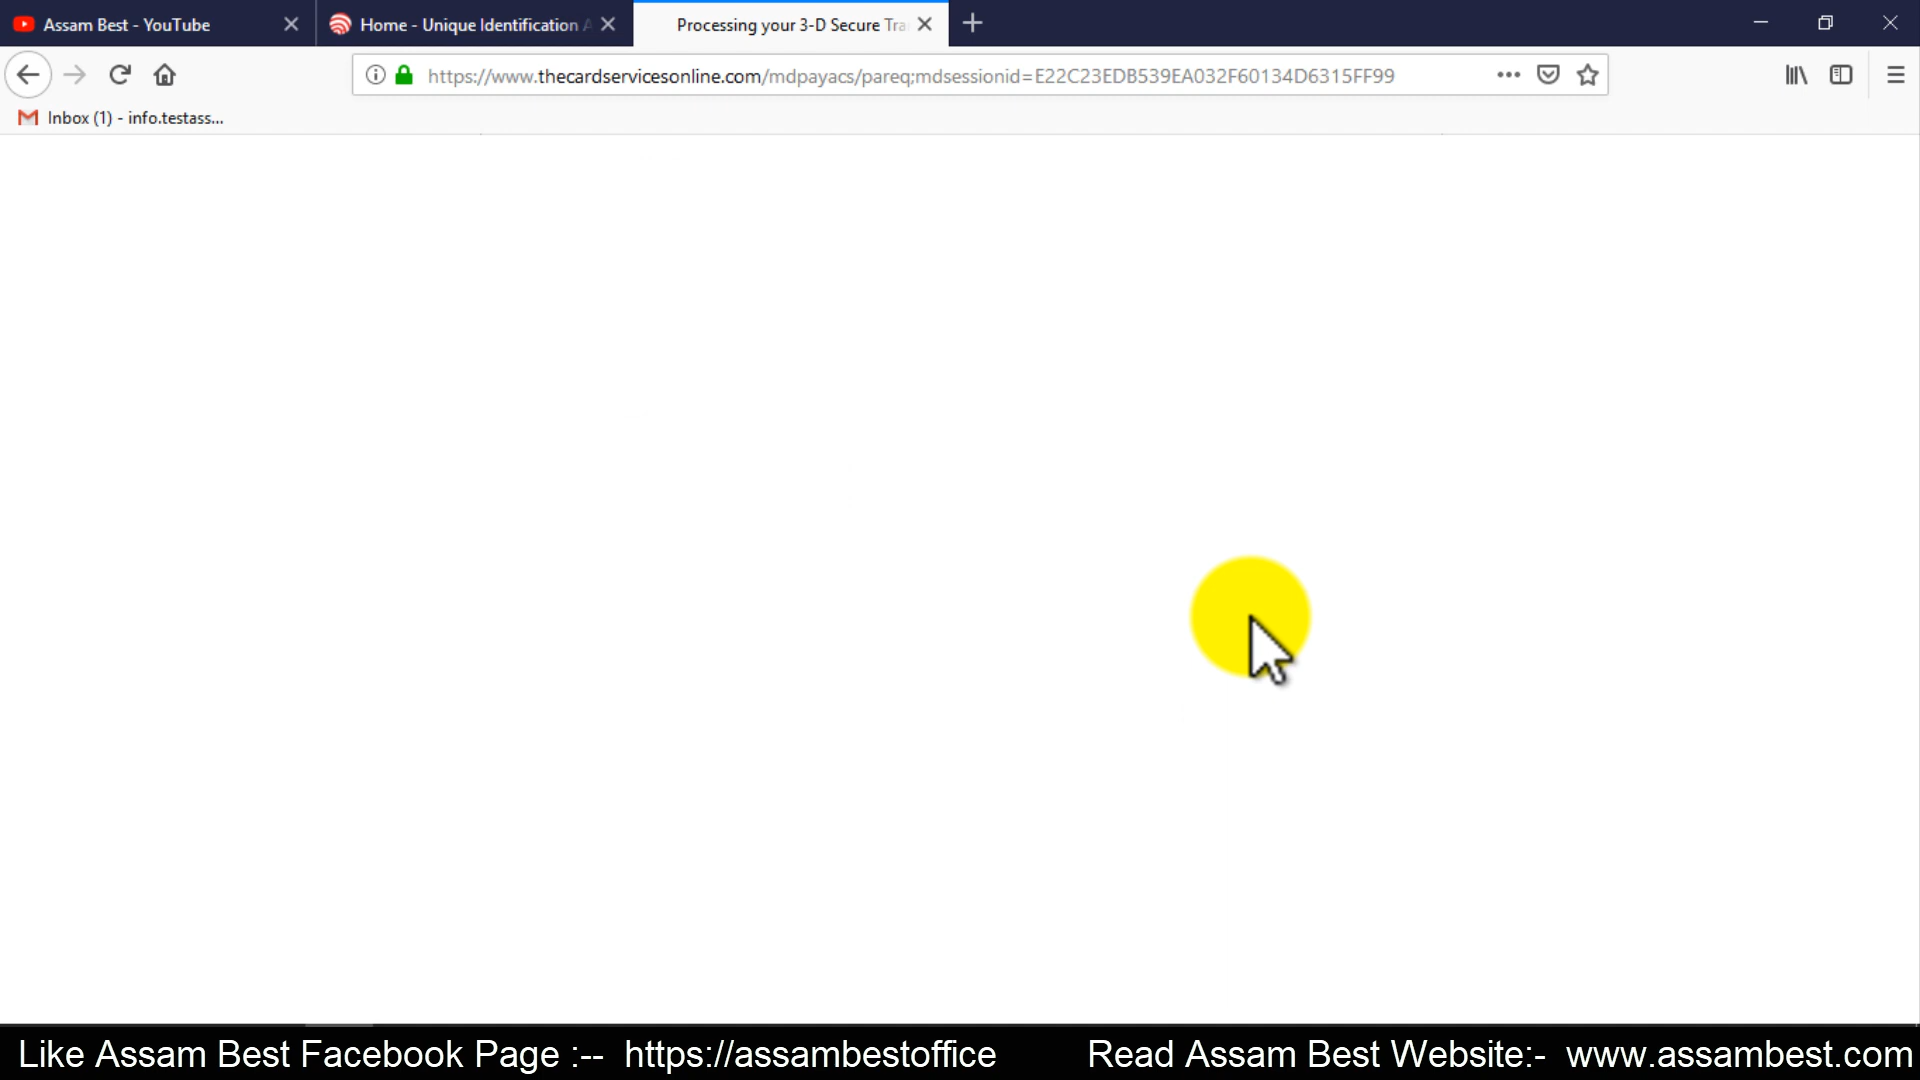 Assam Best - YouTube
Home - Unique Identification A
Processing your 3-D Secure Tra
https://www.thecardservicesonline.com/mdpayacs/pareq;mdsessionid=E22C23EDB539EA032F60134D6315FF99
Inbox (1) - info.testass...
Like Assam Best Facebook Page :-- https://assambestoffice Read Assam Best Website:- www.assambest.com